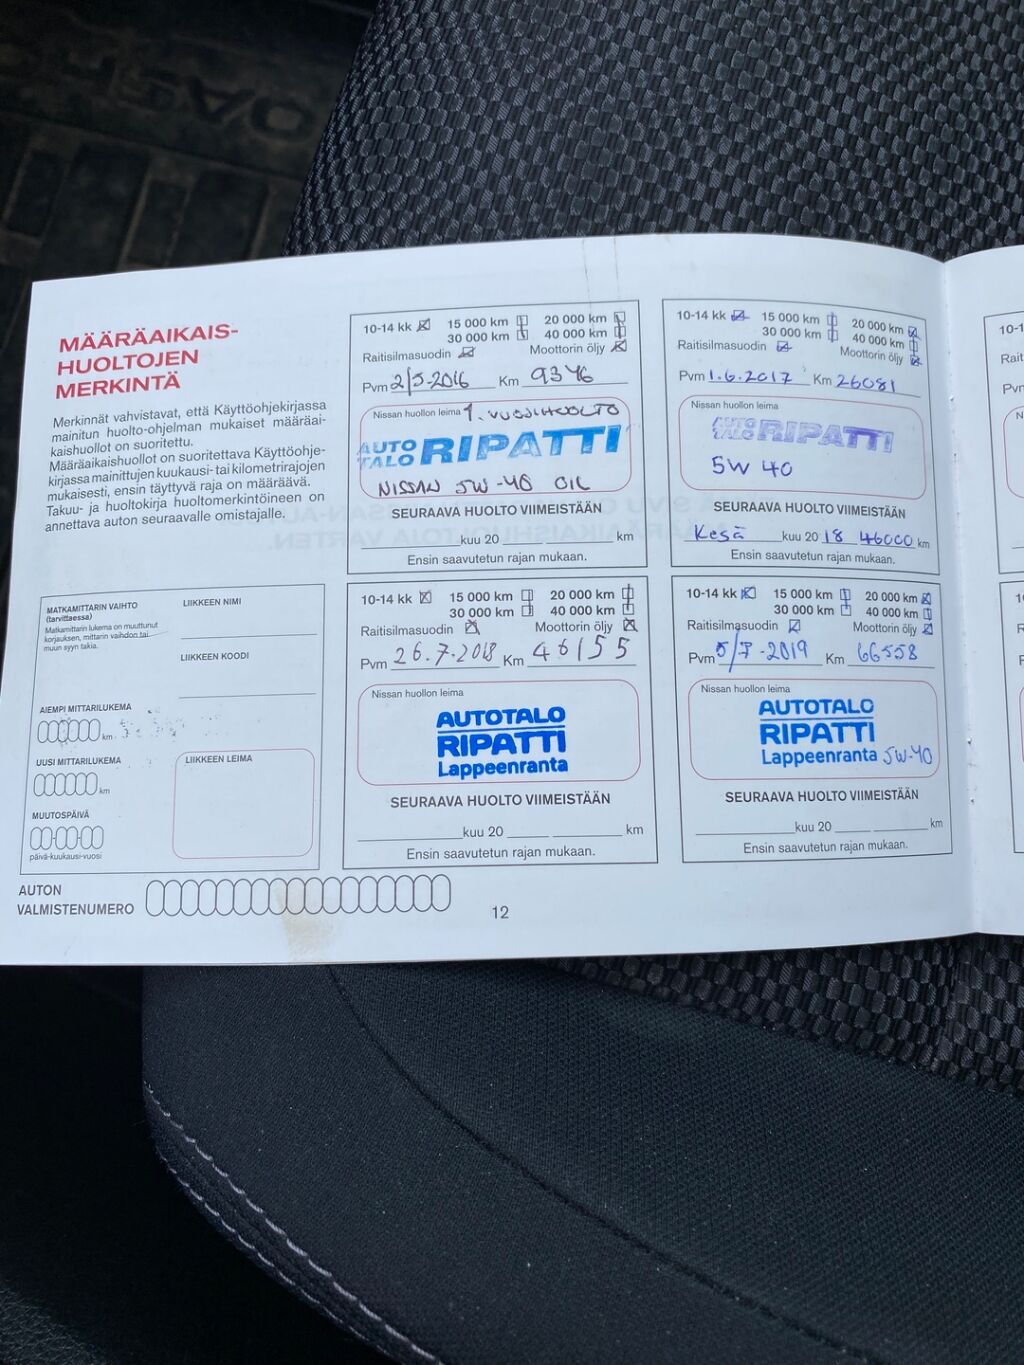 MÄÄRÄAIKAIS-
HUOLTOJEN
MERKINTÄ
Merkinnät vahvistavat, että Käyttöohjekirjassa
mainitun huolto-ohjelman mukaiset määräai-
kaishuollot on suoritettu.
Määräaikaishuollot on suoritettava Käyttöohje-
kirjassa mainittujen kuukausi- tai kilometrirajojen
mukaisesti, ensin täyttyvä raja on määräävä.
Takuu- ja huoltokirja huoltomerkintöineen on
annettava auton seuraavalle omistajalle.
10-14 kk 15 000 km 20 000 km
30 000 km 40 000 km
Raitisilmasuodin Moottorin öljy
Pvm 2/5-2016 Km 9346
Nissan huollon leima 1. VUOSIHUOLTO
AUTO
TALO RIPATTI
NISSAN 5W-40 OIL
SEURAAVA HUOLTO VIIMEISTÄÄN
kuu 20 km
Ensin saavutetun rajan mukaan.
10-14 kk 15 000 km 20 000 km
30 000 km 40 000 km
Raitisilmasuodin Moottorin öljy
Pvm 1.6.2017 Km 26081
Nissan huollon leima
AUTO
TALO RIPATTI
5W 40
SEURAAVA HUOLTO VIIMEISTÄÄN
Kesä kuu 20 18 46000 km
Ensin saavutetun rajan mukaan.
MATKAMITTARIN VAIHTO
(tarvittaessa)
Matkamittarin lukema on muuttunut
korjauksen, mittarin vaihdon tai
muun syyn takia.
LIIKKEEN NIMI
LIIKKEEN KOODI
AIEMPI MITTARILUKEMA
km
UUSI MITTARILUKEMA
km
LIIKKEEN LEIMA
MUUTOSPÄIVÄ
päivä-kuukausi-vuosi
10-14 kk 15 000 km 20 000 km
30 000 km 40 000 km
Raitisilmasuodin Moottorin öljy
Pvm 26.7.2018 Km 46155
Nissan huollon leima
AUTOTALO
RIPATTI
Lappeenranta
SEURAAVA HUOLTO VIIMEISTÄÄN
kuu 20 km
Ensin saavutetun rajan mukaan.
10-14 kk 15 000 km 20 000 km
30 000 km 40 000 km
Raitisilmasuodin Moottorin öljy
Pvm 5/7-2019 Km 66558
Nissan huollon leima
AUTOTALO
RIPATTI
Lappeenranta 5W-40
SEURAAVA HUOLTO VIIMEISTÄÄN
kuu 20 km
Ensin saavutetun rajan mukaan.
AUTON
VALMISTENUMERO
12